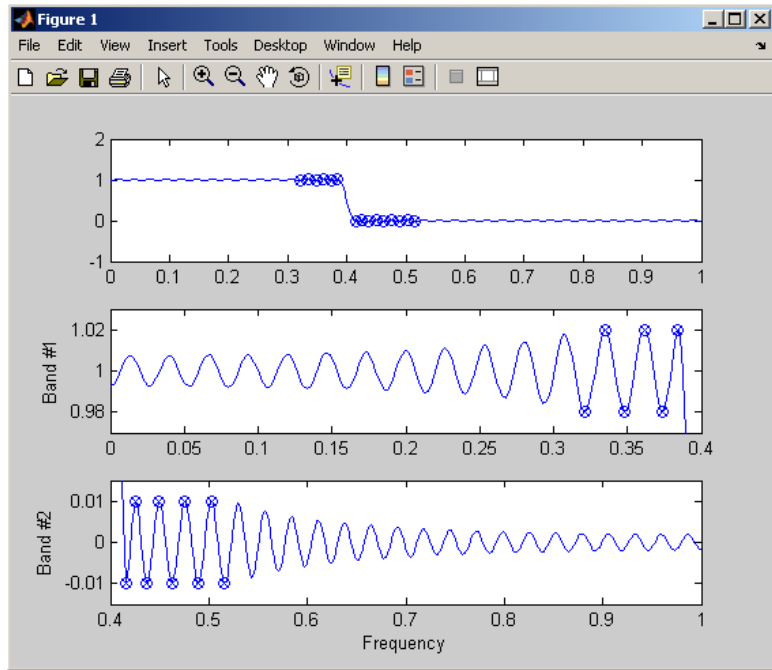 Figure 1
File Edit View Insert Tools Desktop Window Help
2
1
0
-1
0 0.1 0.2 0.3 0.4 0.5 0.6 0.7 0.8 0.9 1
Band #1
1.02
1
0.98
0 0.05 0.1 0.15 0.2 0.25 0.3 0.35 0.4
Band #2
0.01
0
-0.01
0.4 0.5 0.6 0.7 0.8 0.9 1
Frequency